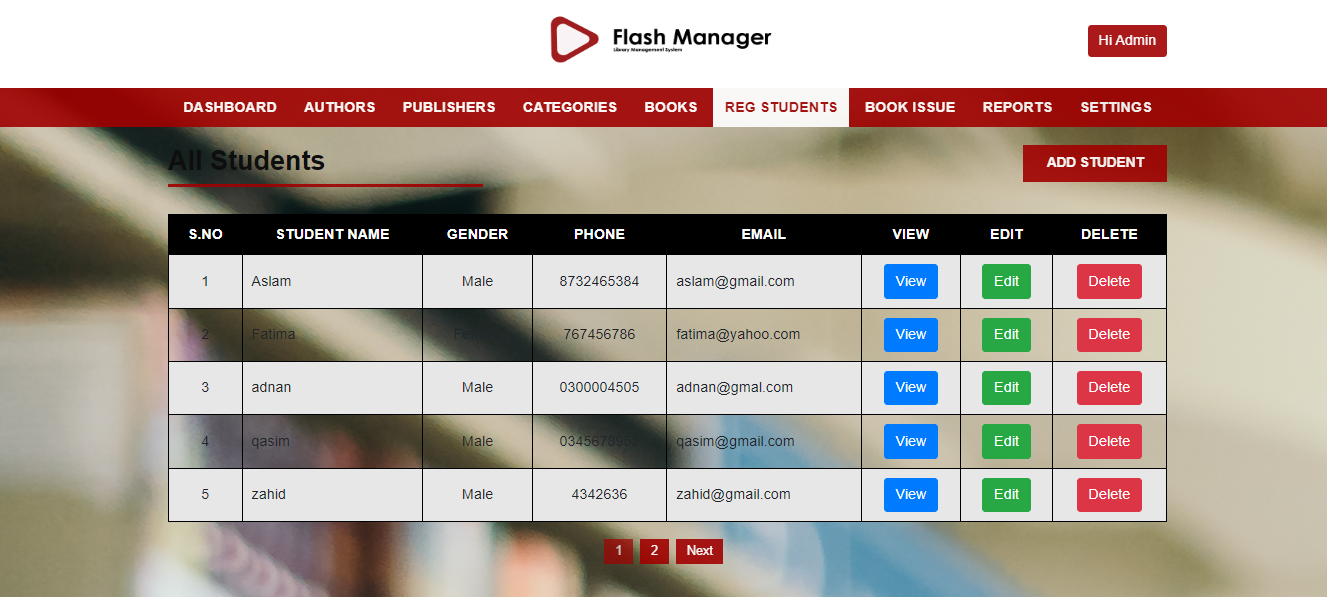 Flash Manager
Library Management System
Hi Admin
DASHBOARD AUTHORS PUBLISHERS CATEGORIES BOOKS REG STUDENTS BOOK ISSUE REPORTS SETTINGS
All Students
ADD STUDENT
S.NO STUDENT NAME GENDER PHONE EMAIL VIEW EDIT DELETE
1 Aslam Male 8732465384 aslam@gmail.com View Edit Delete
2 Fatima 767456786 fatima@yahoo.com View Edit Delete
3 adnan Male 0300004505 adnan@gmal.com View Edit Delete
4 qasim Male qasim@gmail.com View Edit Delete
5 zahid Male 4342636 zahid@gmail.com View Edit Delete
1 2 Next